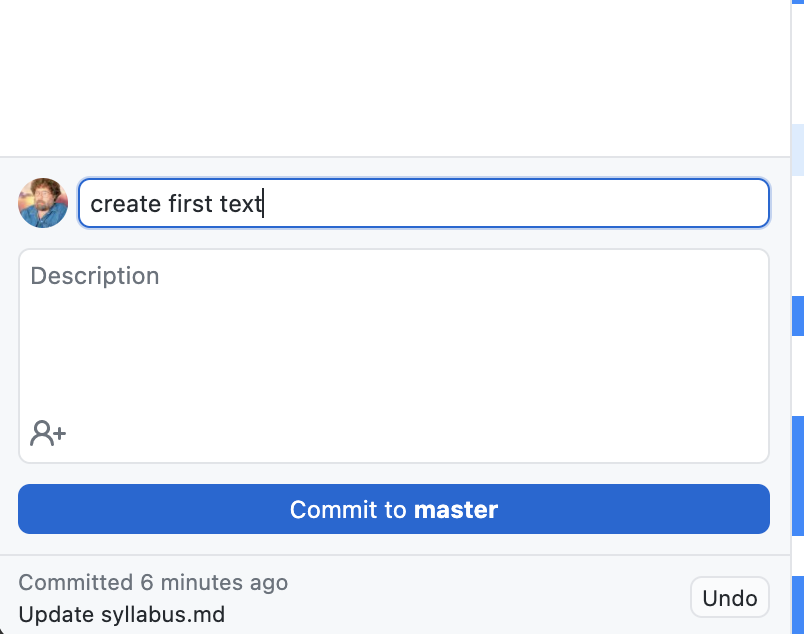 create first text
Description
Commit to master
Committed 6 minutes ago
Update syllabus.md
Undo